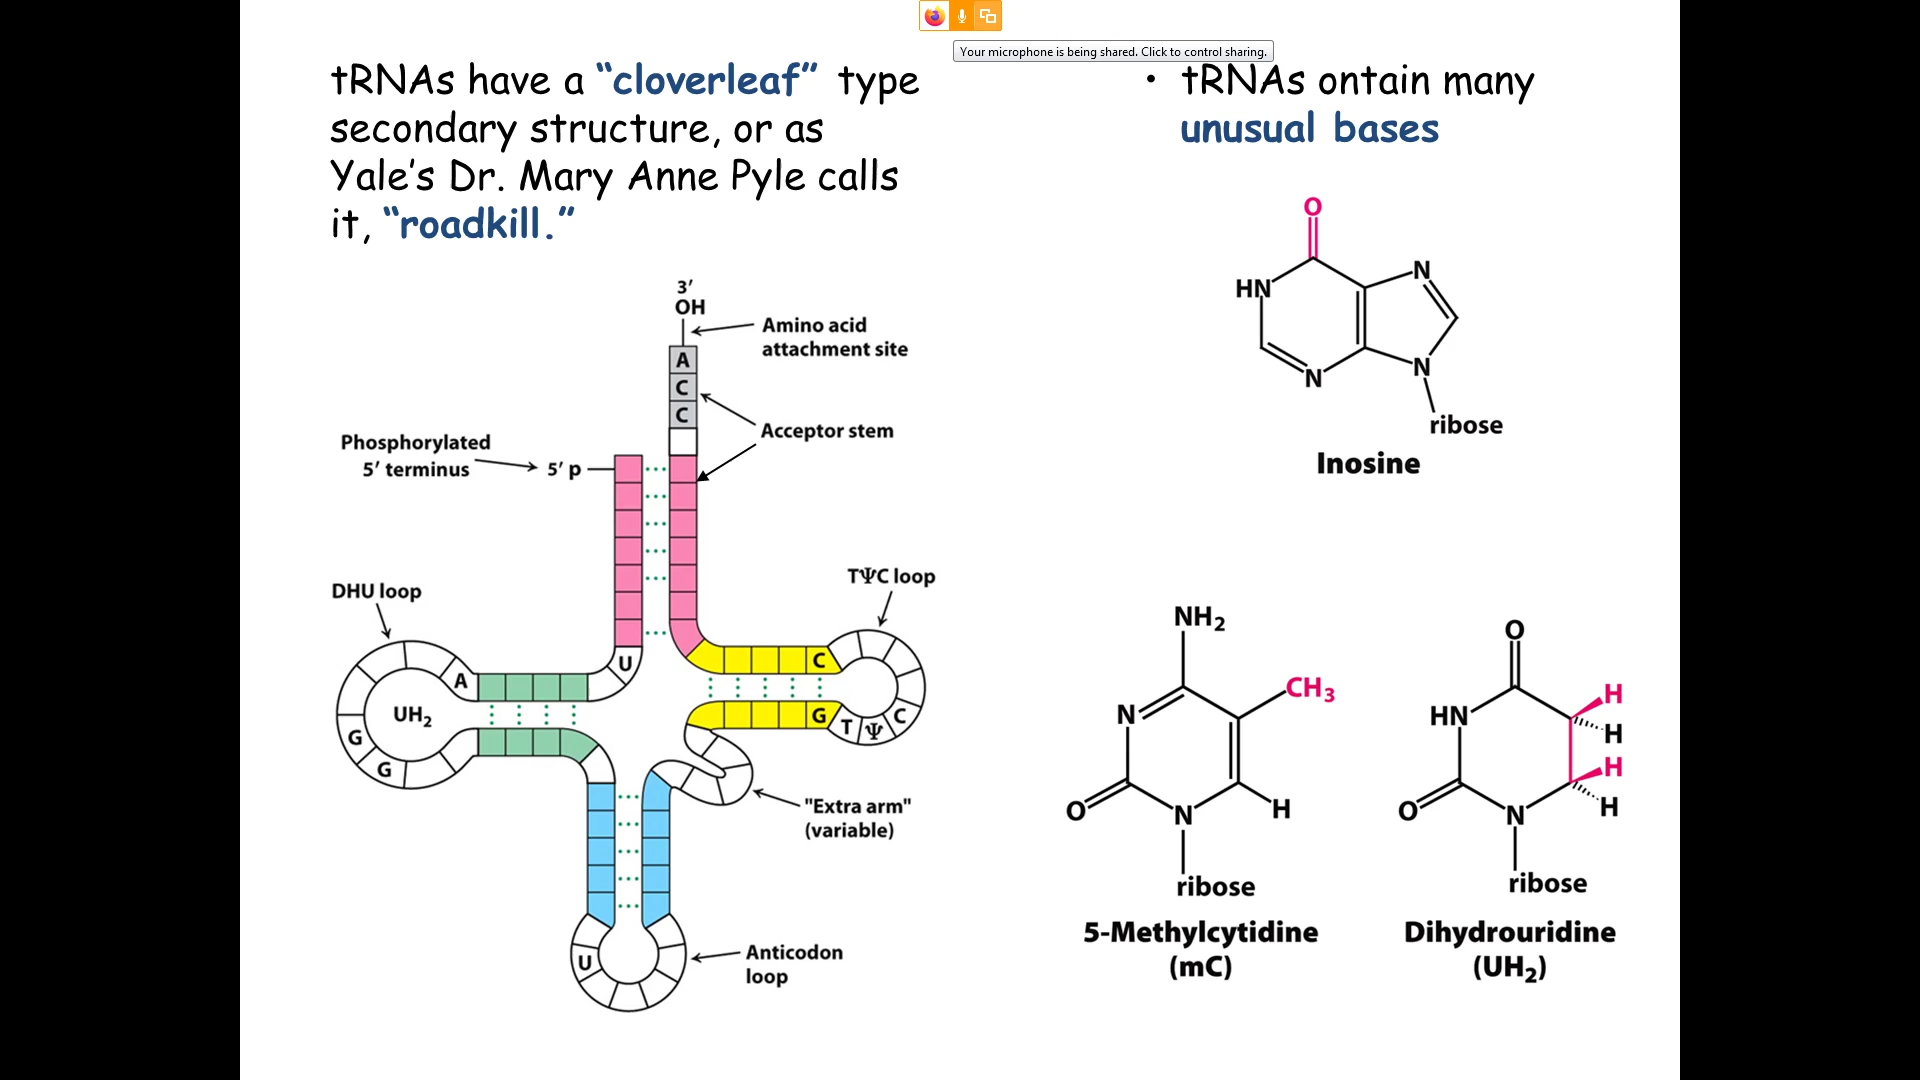 Your microphone is being shared. Click to control sharing.
tRNAs have a “cloverleaf” type
secondary structure, or as
Yale’s Dr. Mary Anne Pyle calls
it, “roadkill.”
• tRNAs ontain many
unusual bases
3′
OH
Amino acid
attachment site
A
C
C
Acceptor stem
Phosphorylated
5′ terminus
5′ p
DHU loop
TΨC loop
U
C
A
UH₂
G
G
G
T
Ψ
C
"Extra arm"
(variable)
U
Anticodon
loop
O
HN
N
N
N
ribose
Inosine
NH₂
CH₃
N
O
N
H
ribose
5-Methylcytidine
(mC)
O
HN
H
H
H
H
O
N
ribose
Dihydrouridine
(UH₂)